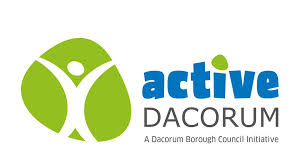 active
DACORUM
A Dacorum Borough Council Initiative